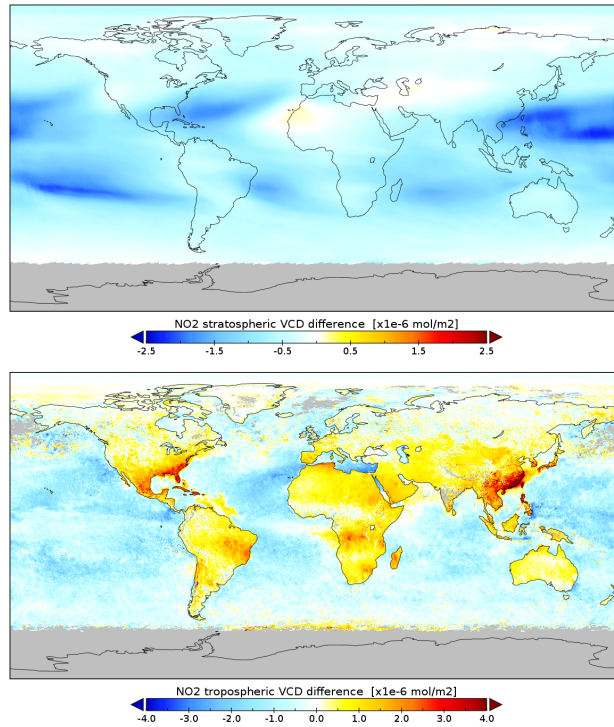 NO2 stratospheric VCD difference [x1e-6 mol/m2]
-2.5 -1.5 -0.5 0.5 1.5 2.5
NO2 tropospheric VCD difference [x1e-6 mol/m2]
-4.0 -3.0 -2.0 -1.0 0.0 1.0 2.0 3.0 4.0